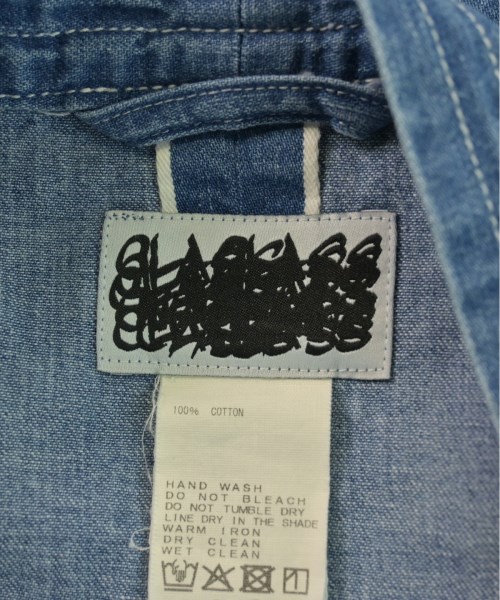 100% COTTON
HAND WASH
DO NOT BLEACH
DO NOT TUMBLE DRY
LINE DRY IN THE SHADE
WARM IRON
DRY CLEAN
WET CLEAN